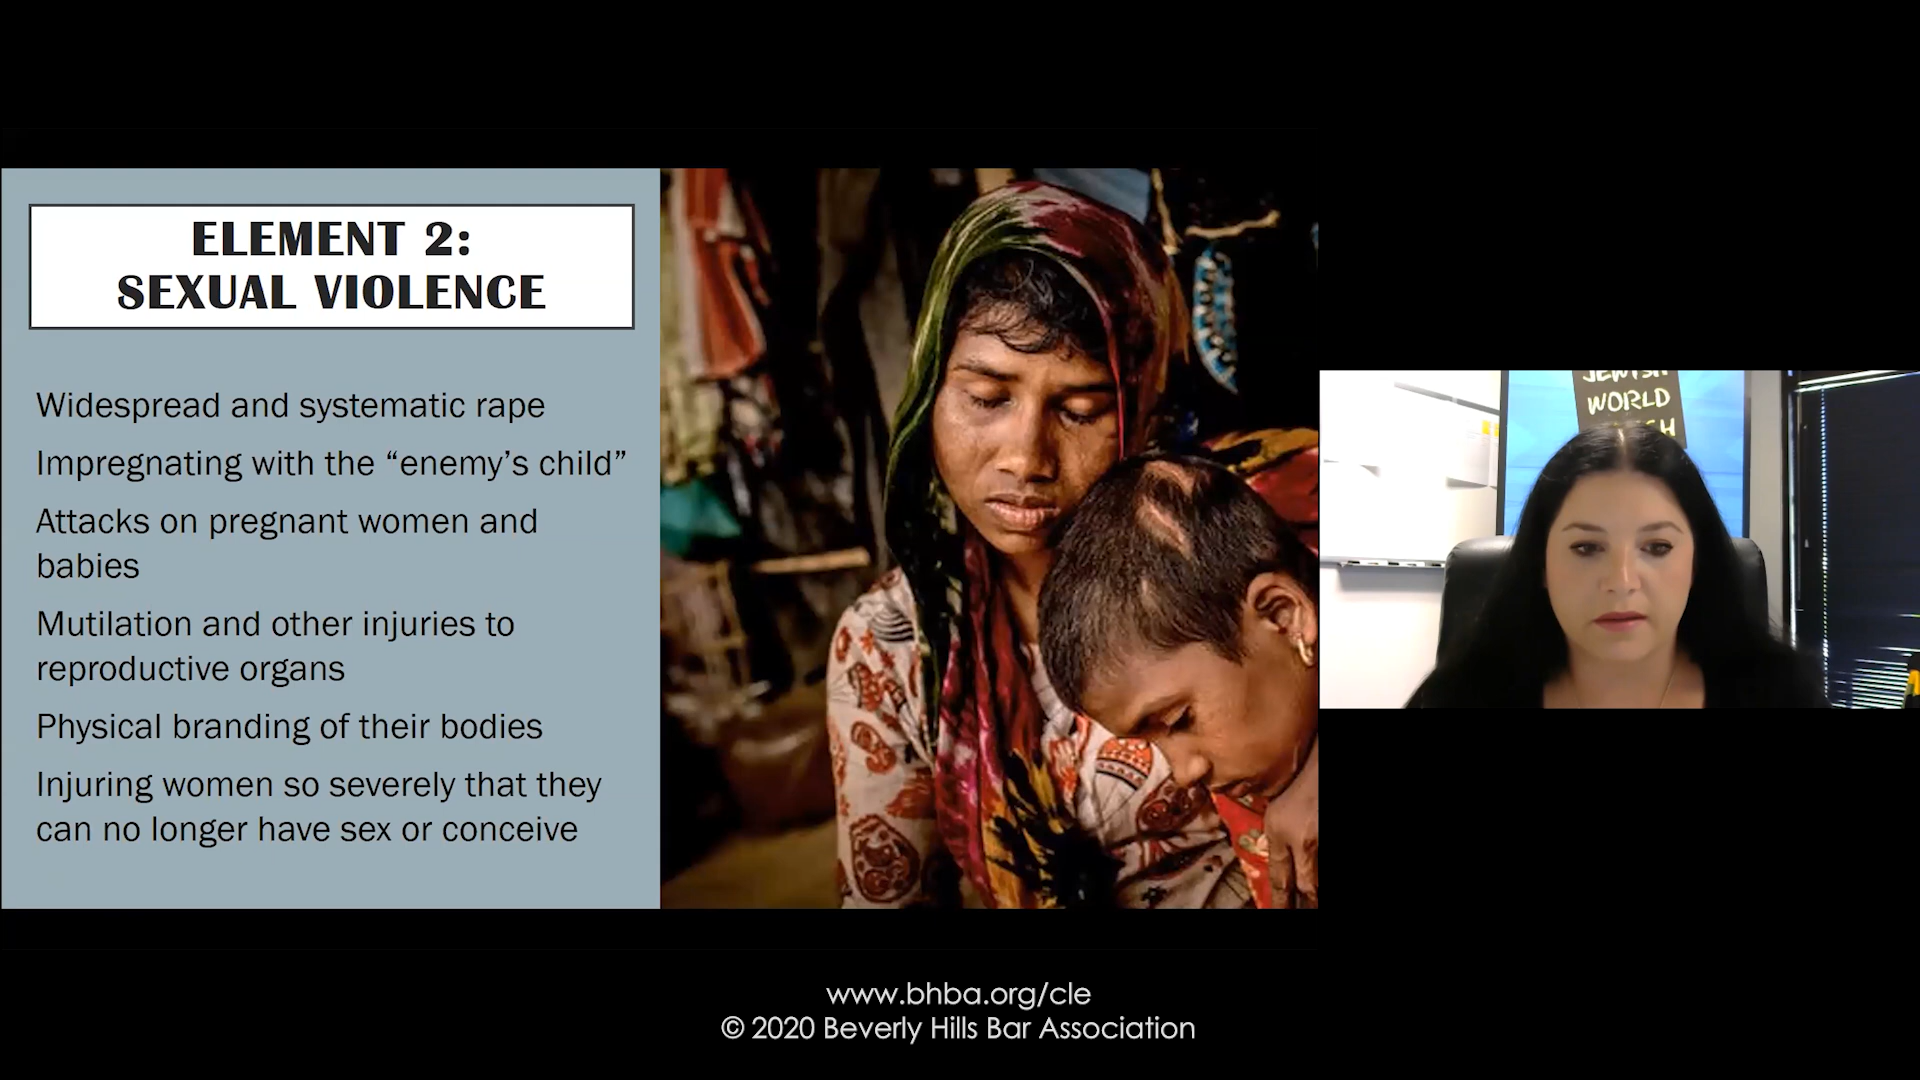 ELEMENT 2:
SEXUAL VIOLENCE
Widespread and systematic rape
Impregnating with the “enemy’s child”
Attacks on pregnant women and
babies
Mutilation and other injuries to
reproductive organs
Physical branding of their bodies
Injuring women so severely that they
can no longer have sex or conceive
JEWISH
WORLD
www.bhba.org/cle
© 2020 Beverly Hills Bar Association